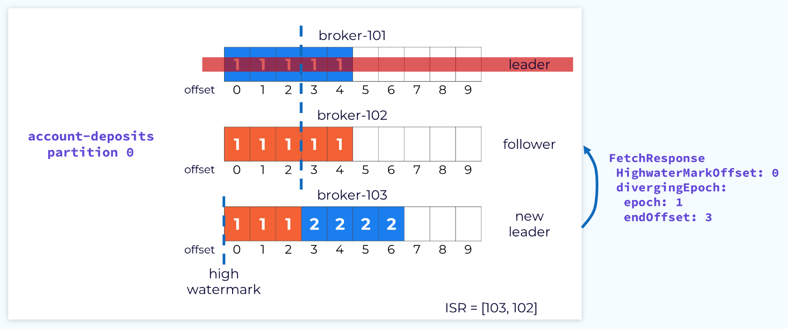 broker-101
1 1 1 1 1
leader
offset 0 1 2 3 4 5 6 7 8 9
account-deposits
partition 0
broker-102
1 1 1 1 1
follower
offset 0 1 2 3 4 5 6 7 8 9
broker-103
1 1 1 2 2 2 2
new
leader
offset 0 1 2 3 4 5 6 7 8 9
high
watermark
ISR = [103, 102]
FetchResponse
HighwaterMarkOffset: 0
divergingEpoch:
epoch: 1
endOffset: 3